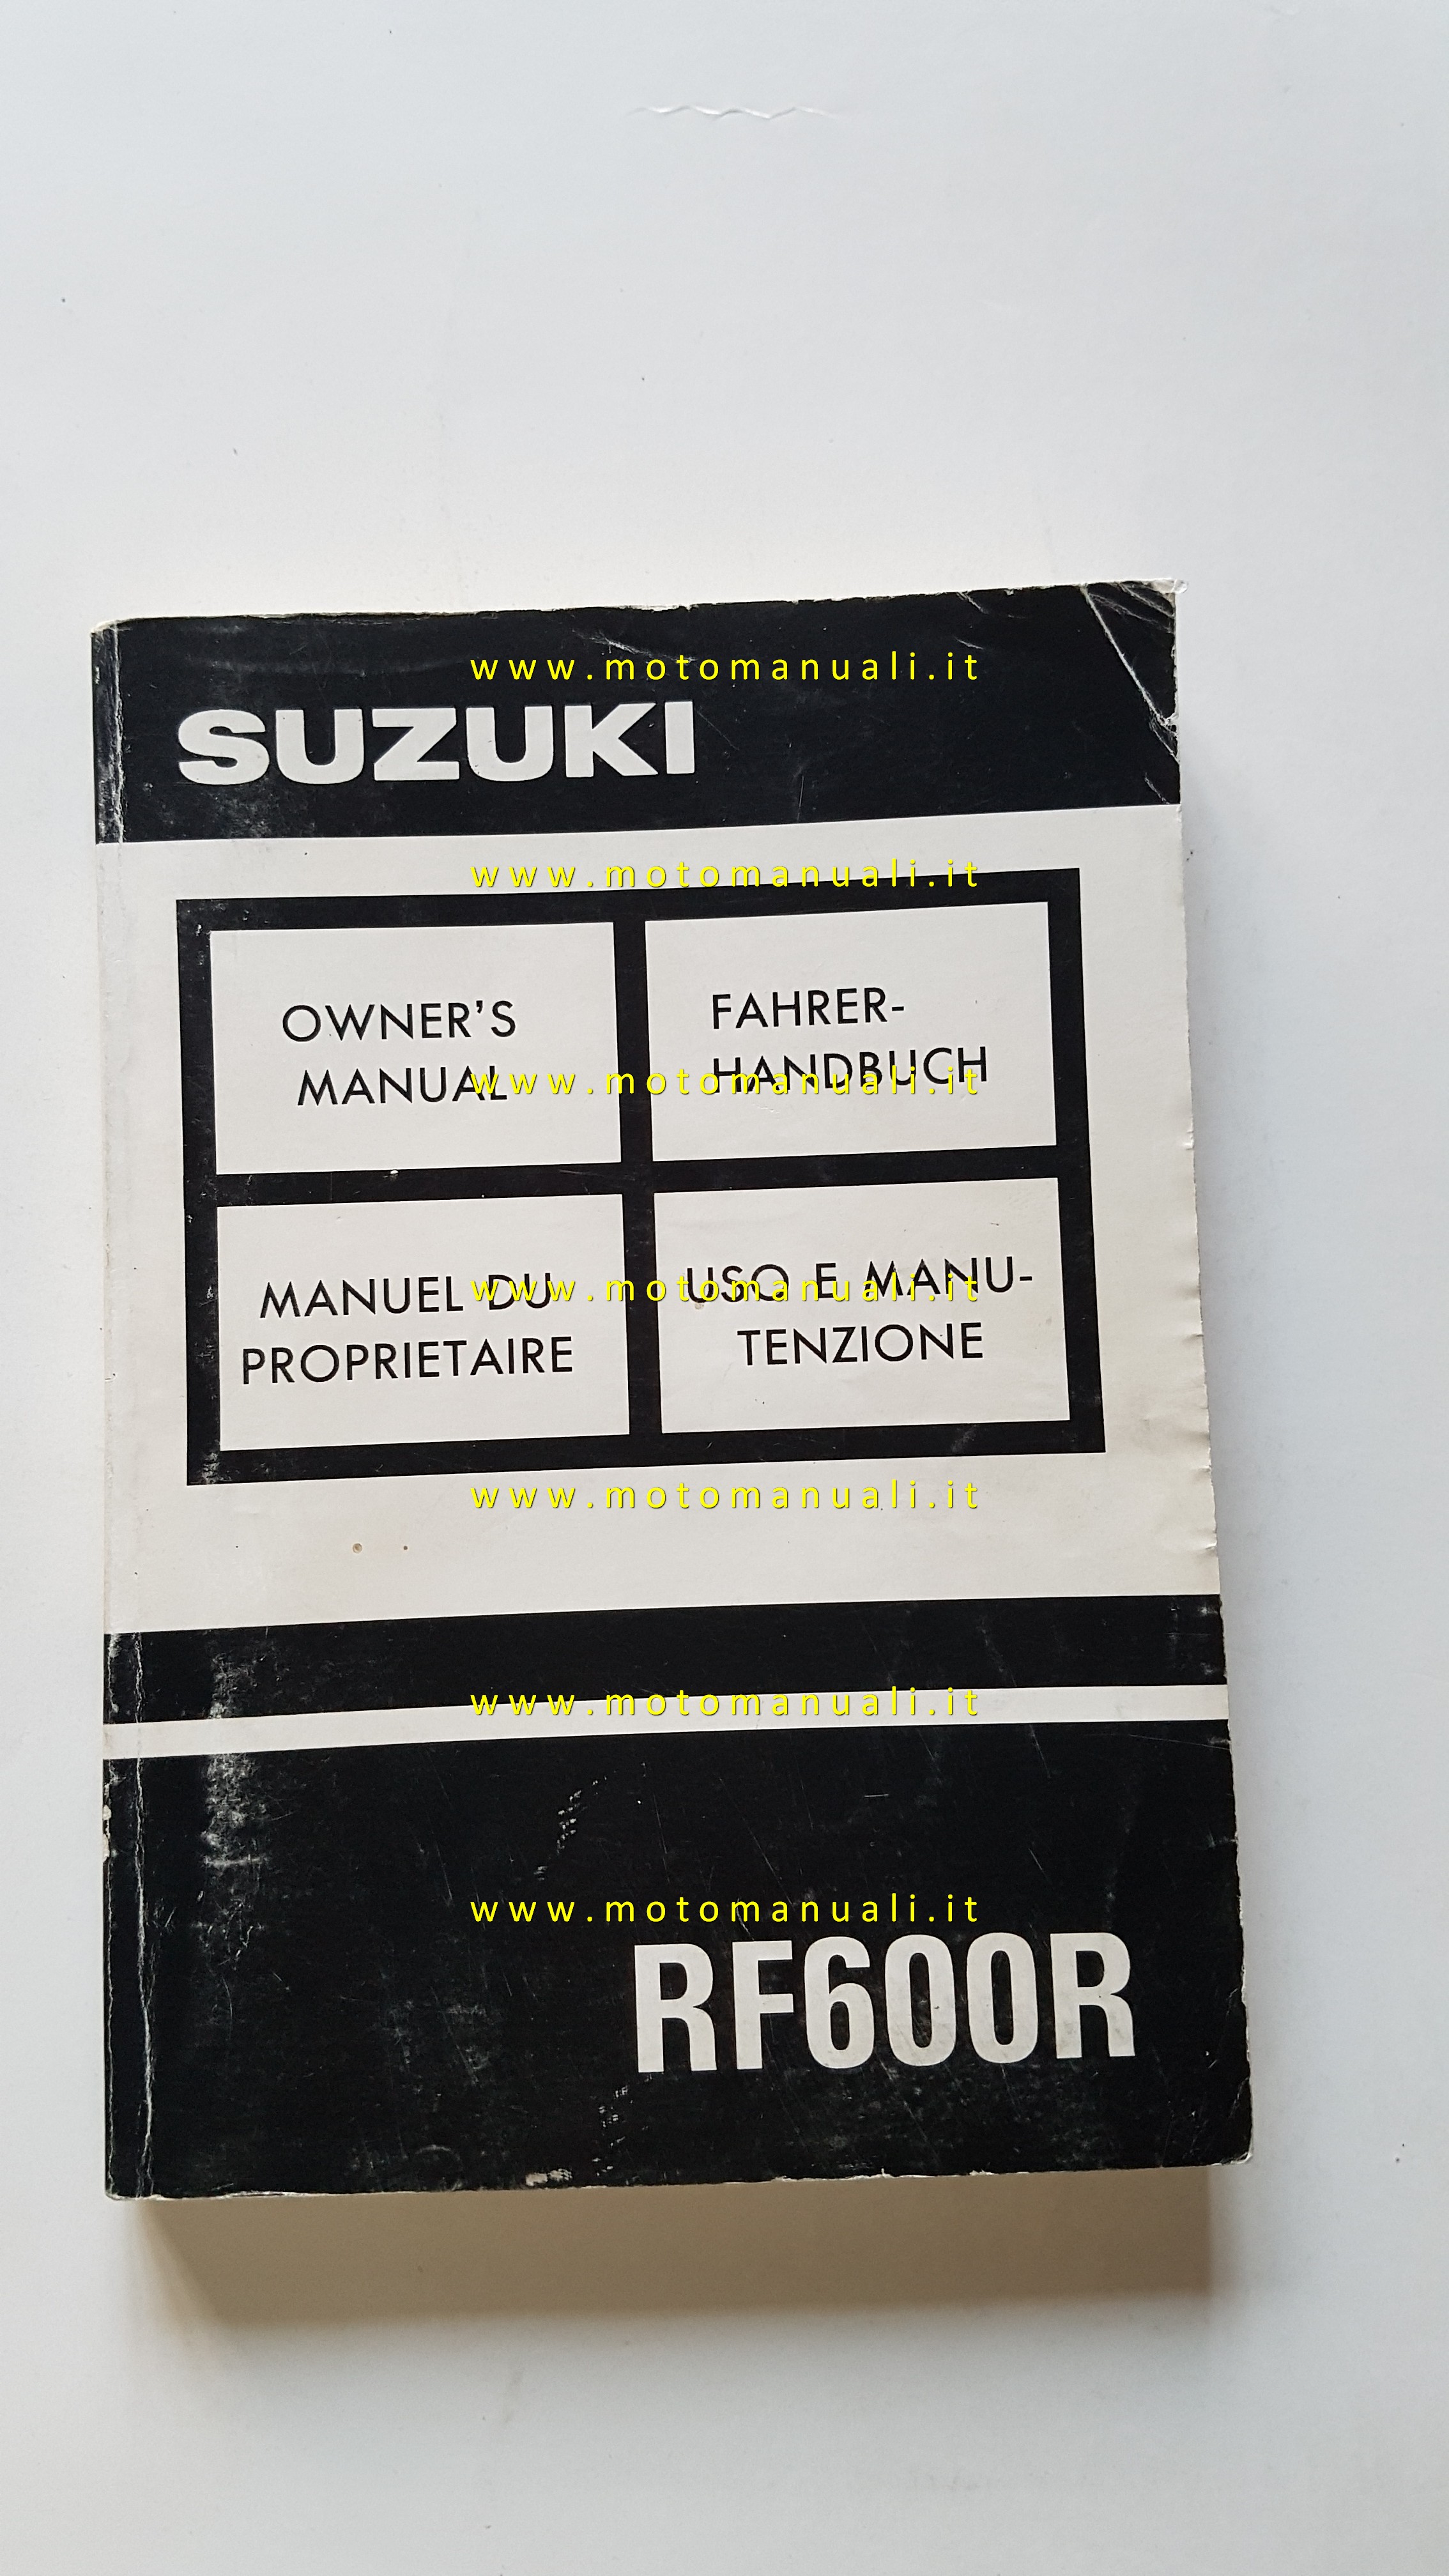 www.motomanuali.it
SUZUKI
www.motomanuali.it
OWNER'S
MANUAL
FAHRER-
HANDBUCH
www.motomanuali.it
MANUEL DU
PROPRIETAIRE
USO E MANU-
TENZIONE
www.motomanuali.it
www.motomanuali.it
www.motomanuali.it
www.motomanuali.it
RF600R